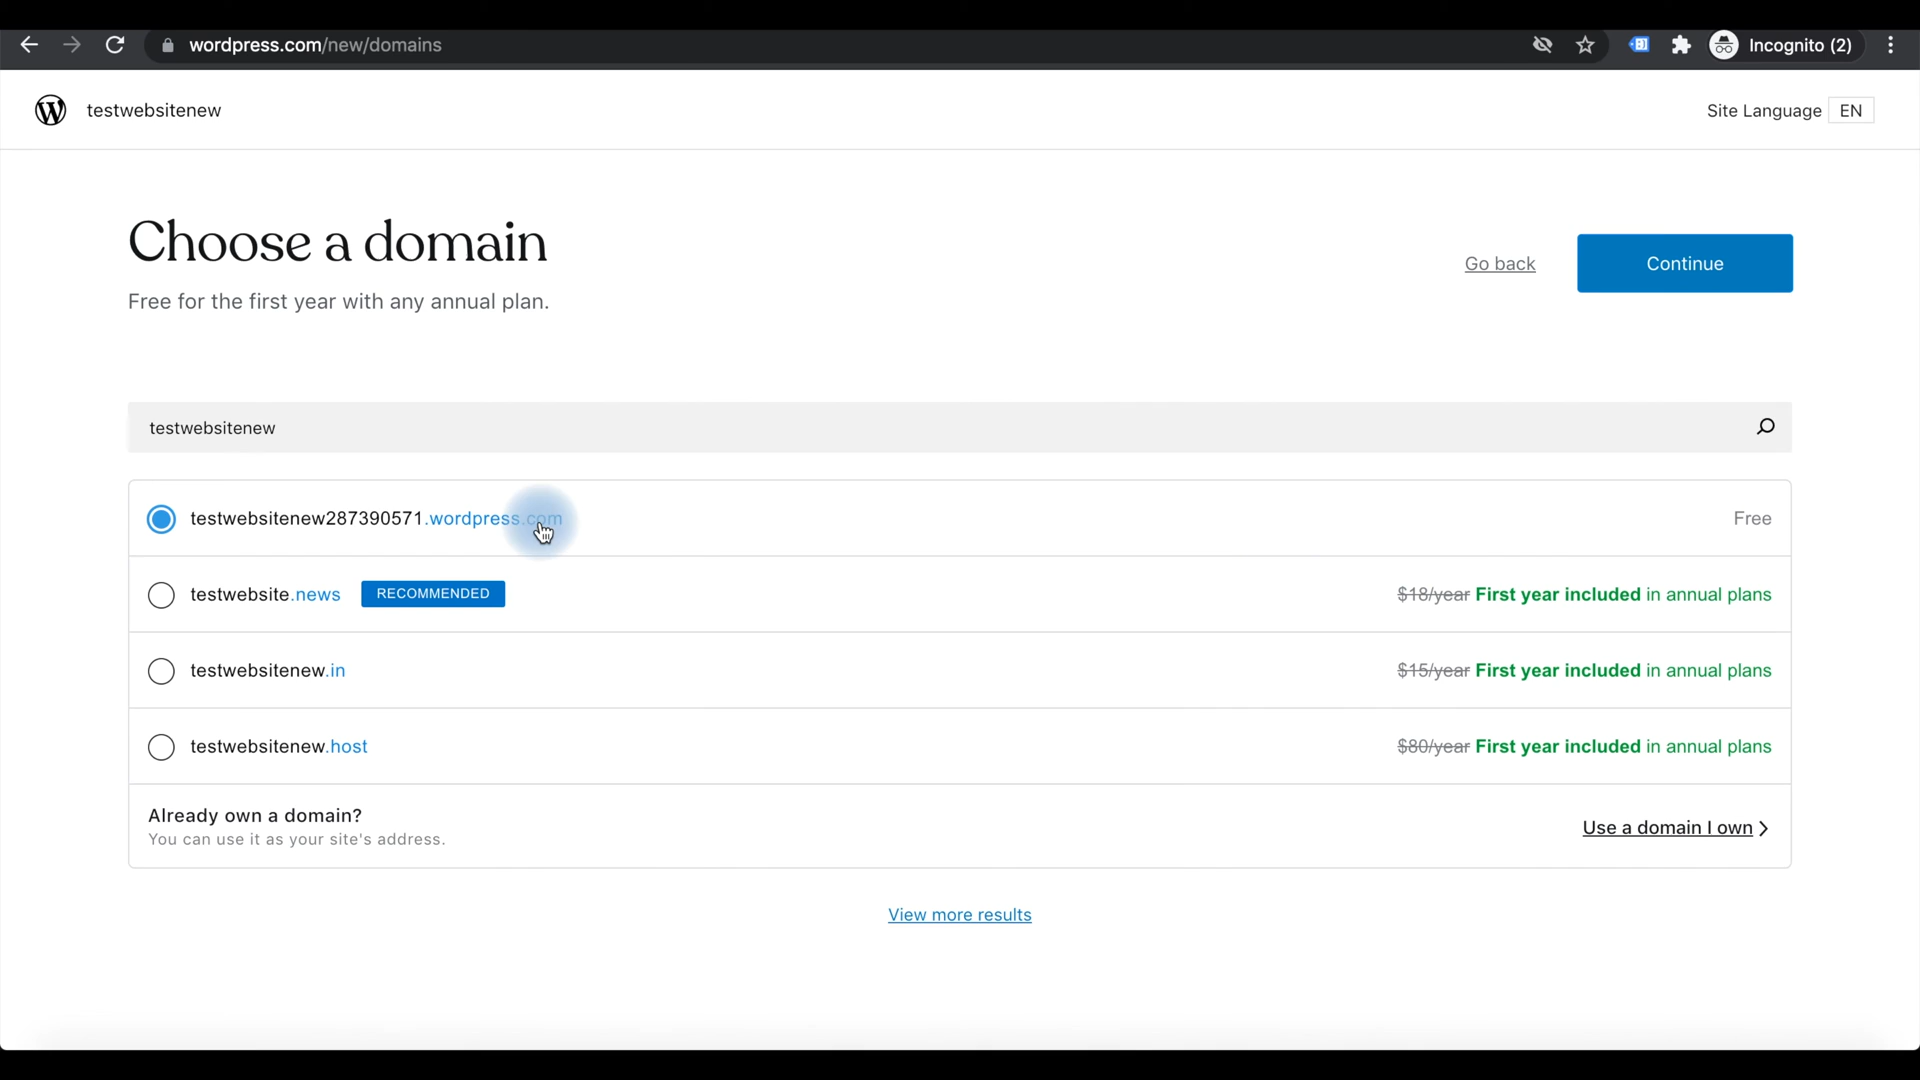 wordpress.com/new/domains
Incognito (2)
testwebsitenew
Site Language EN
Choose a domain
Free for the first year with any annual plan.
Go back
Continue
testwebsitenew
testwebsitenew287390571.wordpress.com Free
testwebsite.news RECOMMENDED $18/year First year included in annual plans
testwebsitenew.in $15/year First year included in annual plans
testwebsitenew.host $80/year First year included in annual plans
Already own a domain?
You can use it as your site's address.
Use a domain I own
View more results